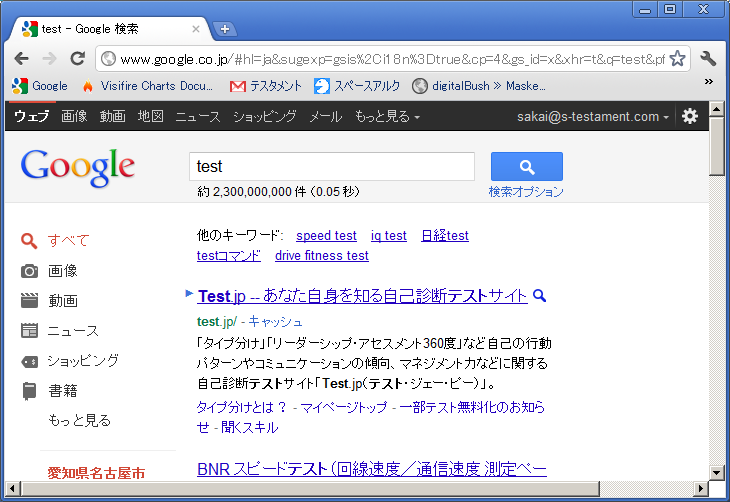 test - Google 検索
www.google.co.jp/#hl=ja&sugexp=gsis%2Ci18n%3Dtrue&cp=4&gs_id=x&xhr=t&q=test&pf
Google Visifire Charts Docu... テスタメント スペースアルク digitalBush » Maske... »
ウェブ 画像 動画 地図 ニュース ショッピング メール もっと見る sakai@s-testament.com
Google test
約 2,300,000,000 件 (0.05 秒) 検索オプション
すべて
画像
動画
ニュース
ショッピング
書籍
もっと見る
愛知県名古屋市
他のキーワード: speed test iq test 日経test
testコマンド drive fitness test
Test.jp -- あなた自身を知る自己診断テストサイト
test.jp/ - キャッシュ
「タイプ分け」「リーダーシップ・アセスメント360度」など自己の行動
パターンやコミュニケーションの傾向、マネジメント力などに関する
自己診断テストサイト「Test.jp（テスト・ジェー・ピー）」。
タイプ分けとは？ - マイページトップ - 一部テスト無料化のお知ら
せ - 聞くスキル
BNR スピードテスト（回線速度／通信速度 測定ペー